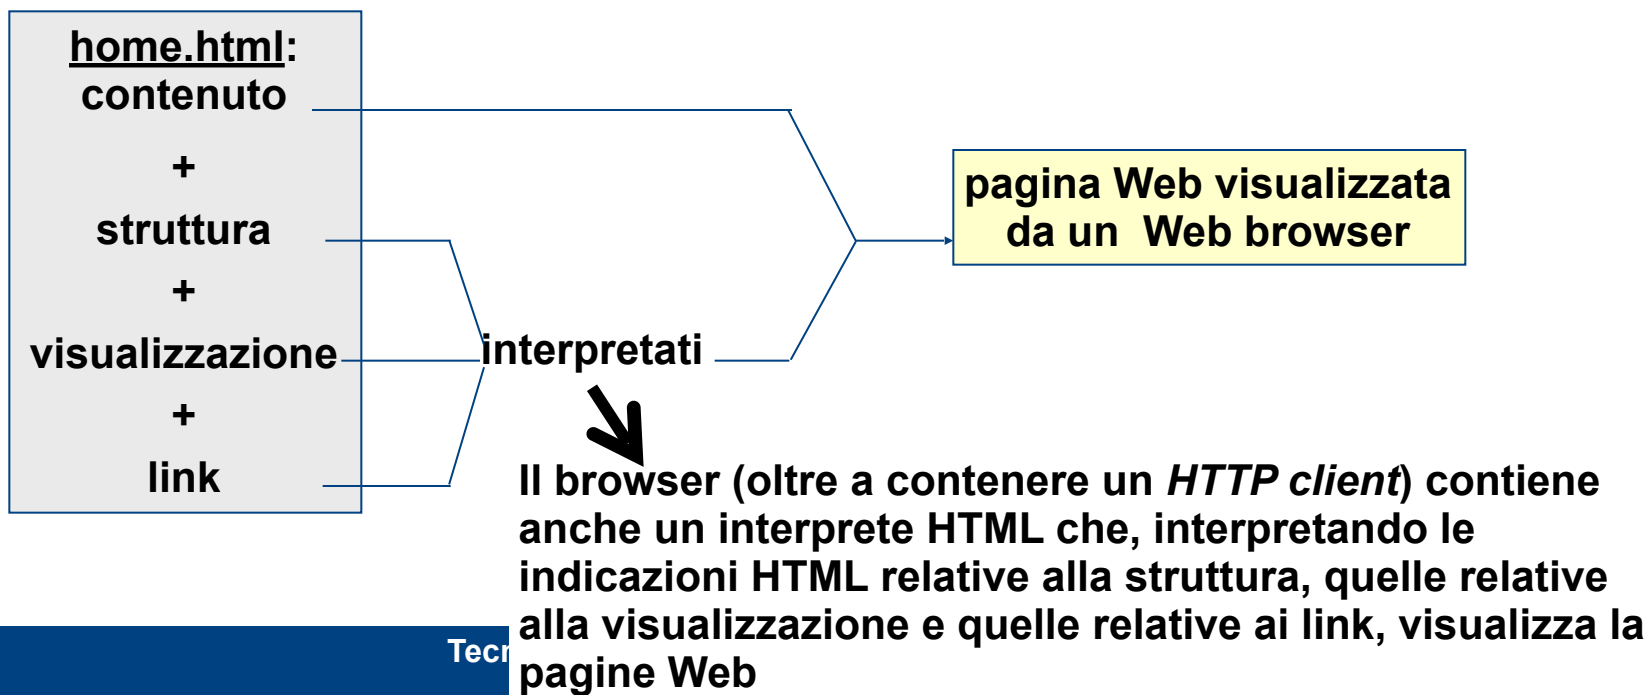 home.html:
contenuto
+
struttura
+
visualizzazione
+
link
interpretati
pagina Web visualizzata
da un Web browser
Il browser (oltre a contenere un HTTP client) contiene
anche un interprete HTML che, interpretando le
indicazioni HTML relative alla struttura, quelle relative
alla visualizzazione e quelle relative ai link, visualizza la
pagine Web